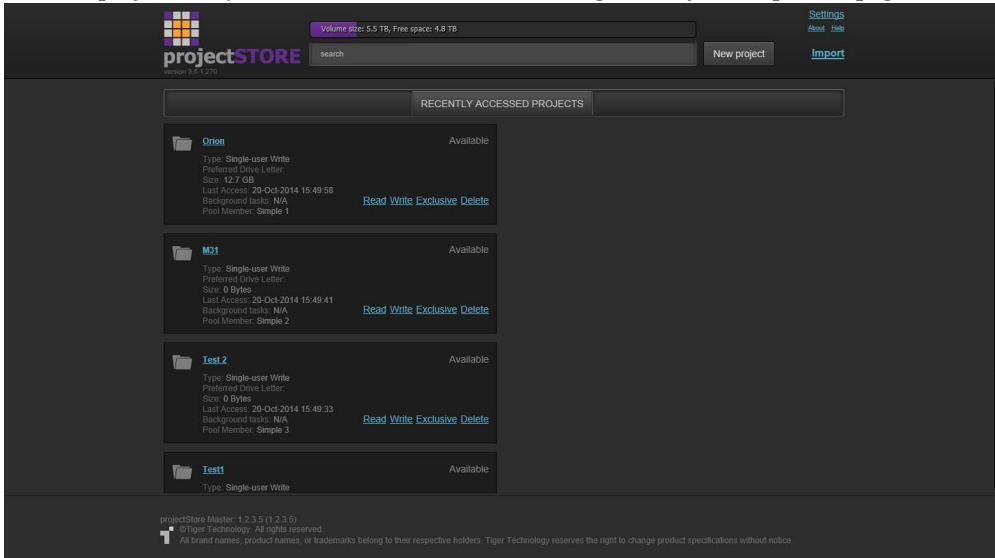 Settings
About Help
Volume size: 5.5 TB, Free space: 4.8 TB
projectSTORE
search
New project
Import
version 3.5.1.270
RECENTLY ACCESSED PROJECTS
Orion
Available
Type: Single-user Write
Preferred Drive Letter:
Size: 12.7 GB
Last Access: 20-Oct-2014 15:49:58
Background tasks: N/A
Read Write Exclusive Delete
Pool Member: Simple 1
M31
Available
Type: Single-user Write
Preferred Drive Letter:
Size: 0 Bytes
Last Access: 20-Oct-2014 15:49:41
Background tasks: N/A
Read Write Exclusive Delete
Pool Member: Simple 2
Test 2
Available
Type: Single-user Write
Preferred Drive Letter:
Size: 0 Bytes
Last Access: 20-Oct-2014 15:49:33
Background tasks: N/A
Read Write Exclusive Delete
Pool Member: Simple 3
Test1
Available
Type: Single-user Write
projectStore Master: 1.2.3.5 (1.2.3.5)
©Tiger Technology. All rights reserved.
All brand names, product names, or trademarks belong to their respective holders. Tiger Technology reserves the right to change product specifications without notice.